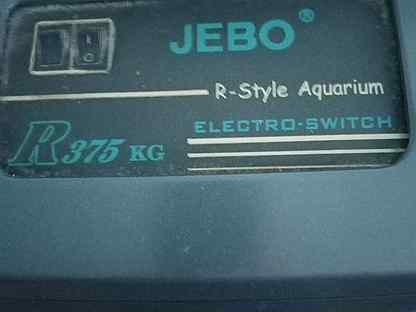 JEBO®
R-Style Aquarium
ELECTRO-SWITCH
R375 KG